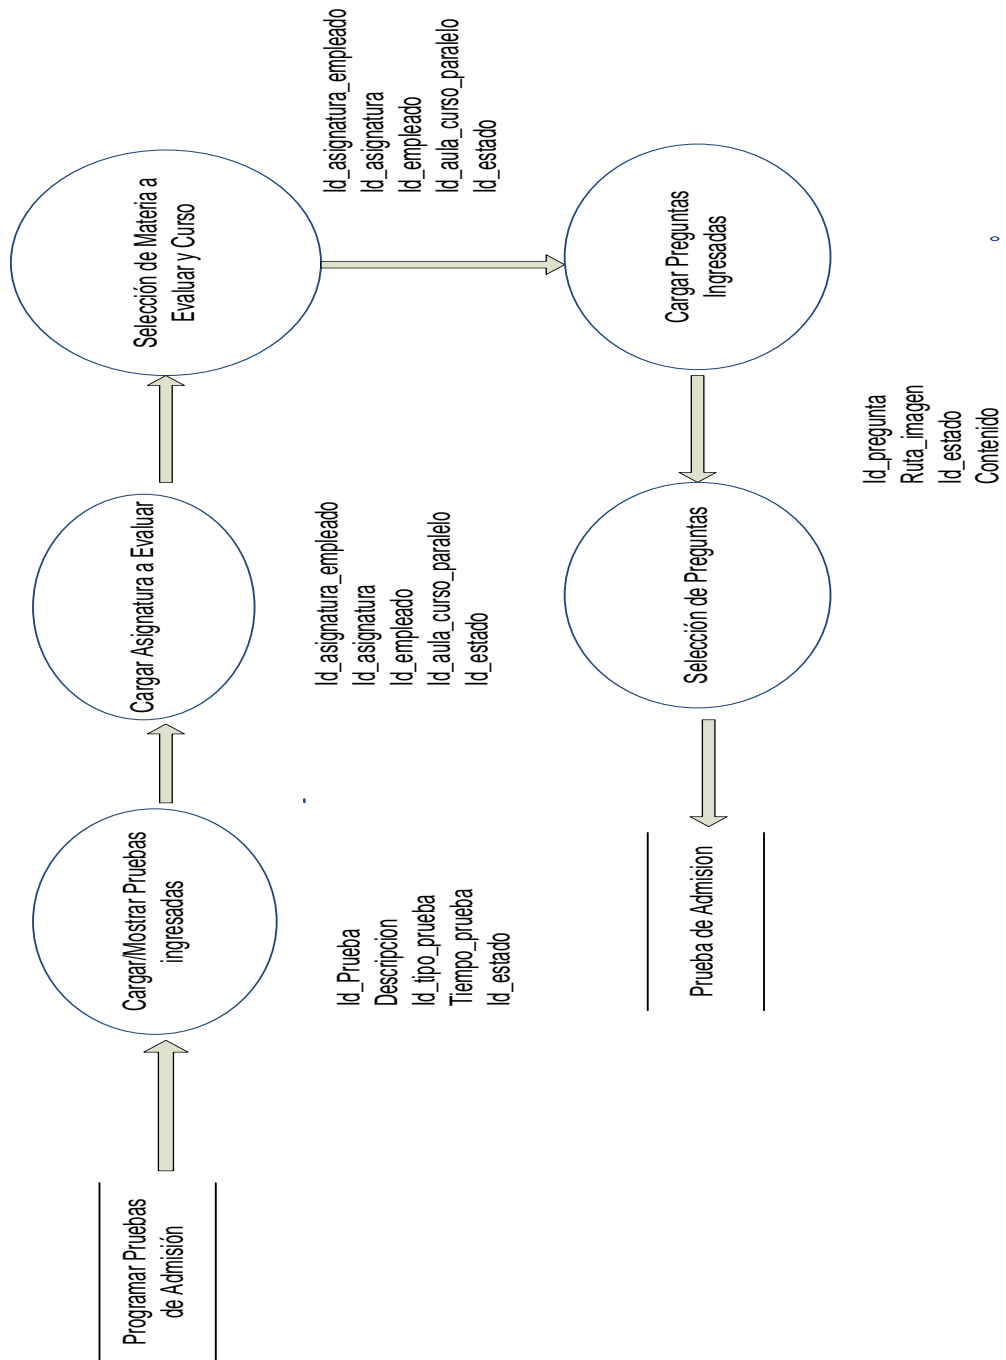 Programar Pruebas
de Admisión
Cargar/Mostrar Pruebas
ingresadas
Id_Prueba
Descripcion
Id_tipo_prueba
Tiempo_prueba
Id_estado
Cargar Asignatura a Evaluar
Id_asignatura_empleado
Id_asignatura
Id_empleado
Id_aula_curso_paralelo
Id_estado
Selección de Materia a
Evaluar y Curso
Id_asignatura_empleado
Id_asignatura
Id_empleado
Id_aula_curso_paralelo
Id_estado
Cargar Preguntas
Ingresadas
Id_pregunta
Ruta_imagen
Id_estado
Contenido
Selección de Preguntas
Prueba de Admision